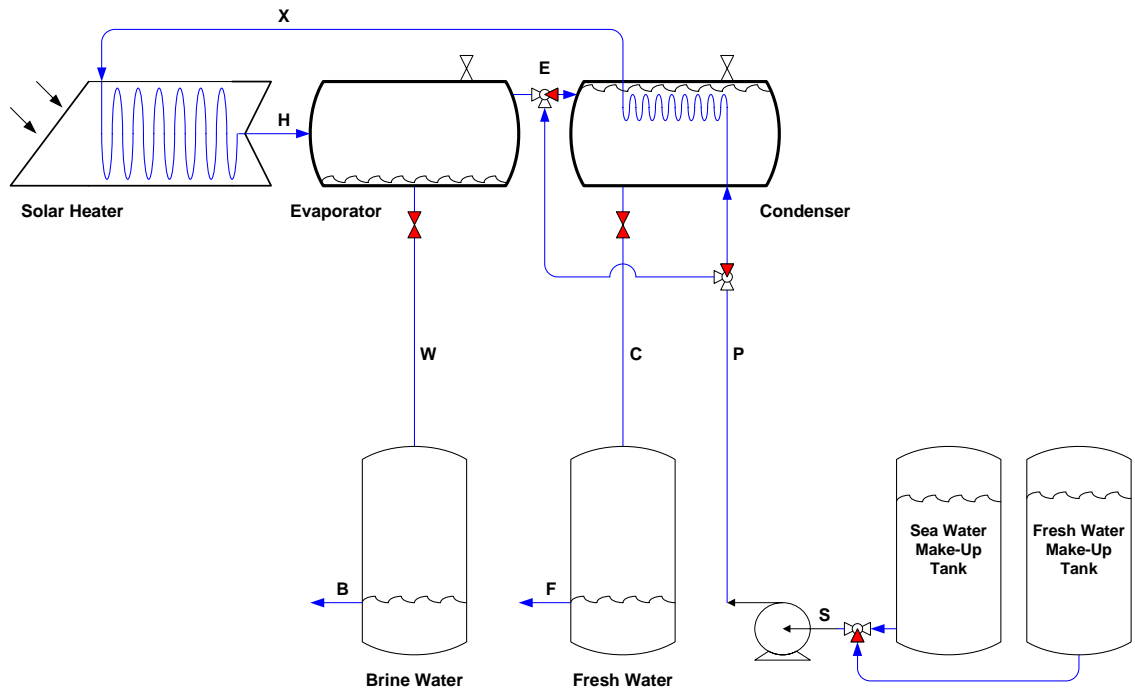 X
E
H
Solar Heater
Evaporator
Condenser
W
C
P
Sea Water
Make-Up
Tank
Fresh Water
Make-Up
Tank
B
F
S
Brine Water
Fresh Water